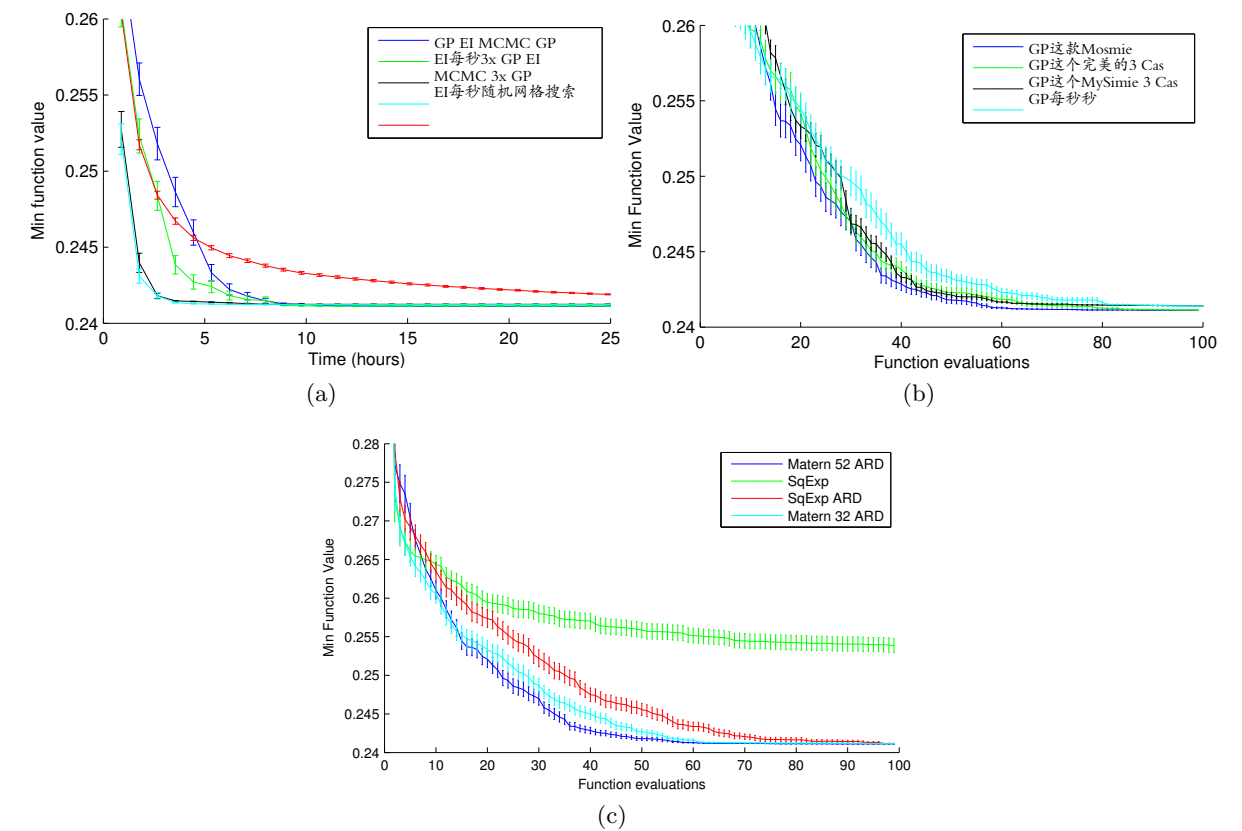 0.26
0.255
0.25
0.245
0.24
Min function value
0 5 10 15 20 25
Time (hours)
GP EI MCMC GP
EI每秒3x GP EI
MCMC 3x GP
EI每秒随机网格搜索
(a)
0.26
0.255
0.25
0.245
0.24
Min Function Value
0 20 40 60 80 100
Function evaluations
GP这款Mosmie
GP这个完美的3 Cas
GP这个MySimie 3 Cas
GP每秒秒
(b)
0.28
0.275
0.27
0.265
0.26
0.255
0.25
0.245
0.24
Min Function Value
0 10 20 30 40 50 60 70 80 90 100
Function evaluations
Matern 52 ARD
SqExp
SqExp ARD
Matern 32 ARD
(c)